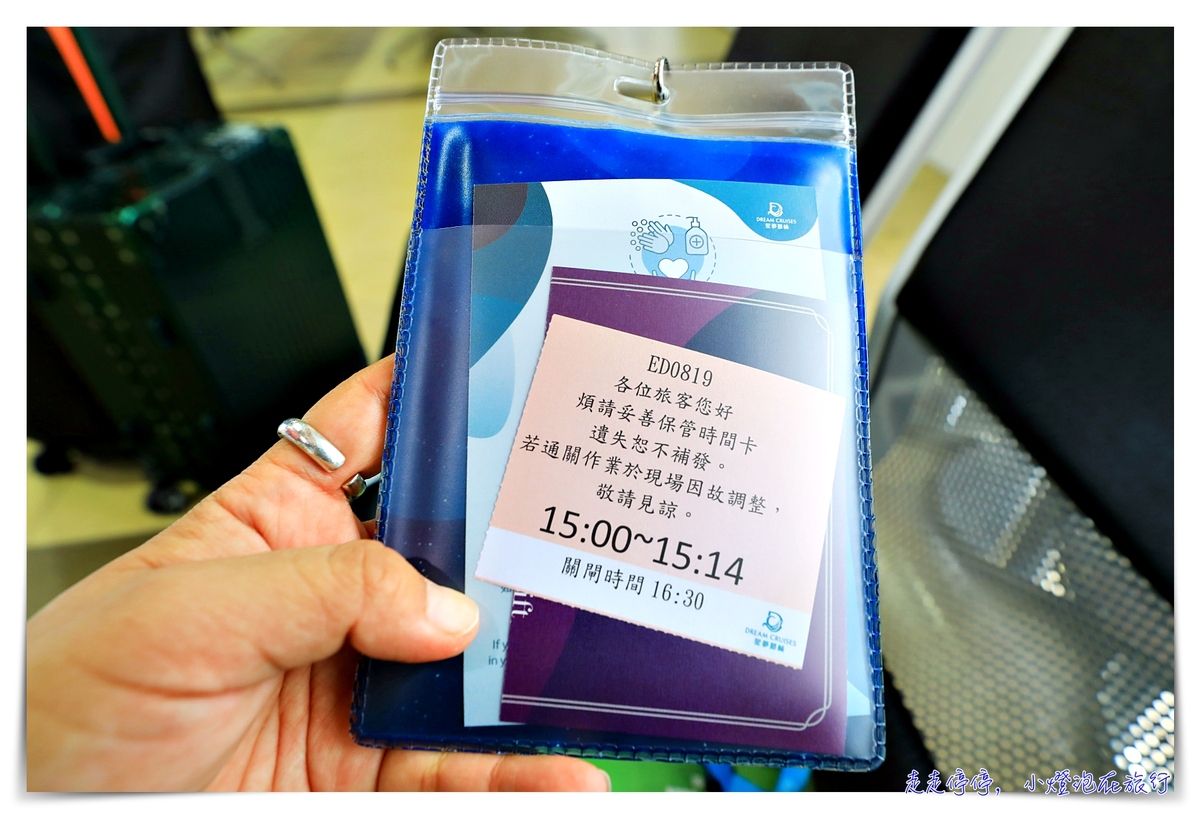 DREAM CRUISES
星夢郵輪
ED0819
各位旅客您好
煩請妥善保管時間卡
遺失恕不補發。
若通關作業於現場因故調整，
敬請見諒。
15:00~15:14
關閘時間 16:30
DREAM CRUISES
星夢郵輪
ift
If y
in y
走走停停， 小燈泡在旅行